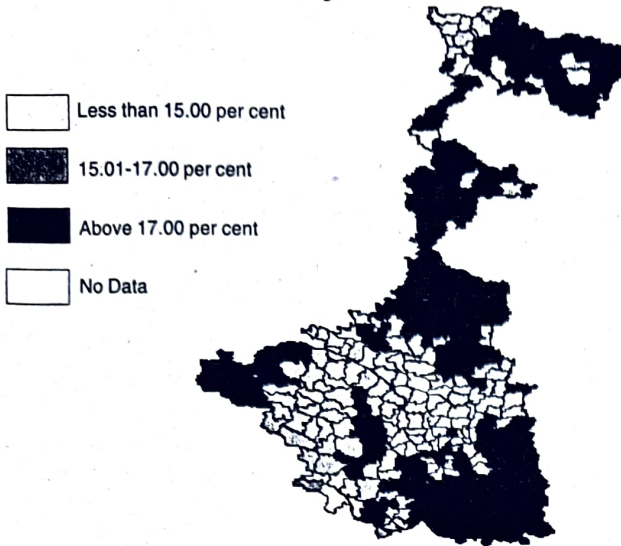 Less than 15.00 per cent
15.01-17.00 per cent
Above 17.00 per cent
No Data